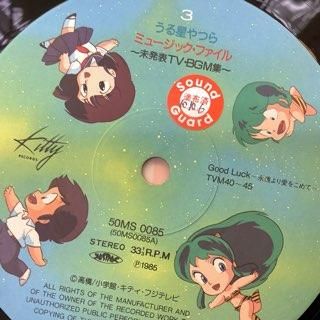 3
うる星やつら
ミュージック・ファイル
〜未発表TV・BGM集〜
Sound
Guard
Kitty
RECORDS
Good Luck〜永遠より愛をこめて
TVM40〜45
50MS 0085
(50MS0085A)
STEREO 33⅓R.P.M
Ⓟ1985
©高橋/小学館・キティ・フジテレビ
ALL RIGHTS OF THE MANUFACTURER AND
OF THE OWNER OF THE RECORDED WORK
UNAUTHORIZED PUBLIC PERFO
COPYING OF